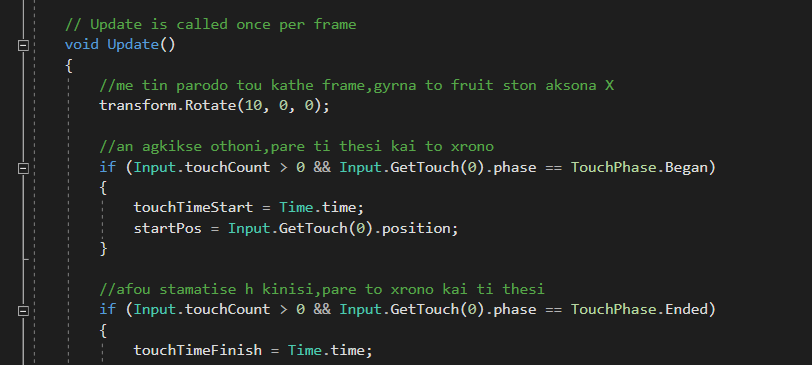 // Update is called once per frame
void Update()
{
//me tin parodo tou kathe frame,gyrna to fruit ston aksona X
transform.Rotate(10, 0, 0);
//an agkikse othoni,pare ti thesi kai to xrono
if (Input.touchCount > 0 && Input.GetTouch(0).phase == TouchPhase.Began)
{
touchTimeStart = Time.time;
startPos = Input.GetTouch(0).position;
}
//afou stamatise h kinisi,pare to xrono kai ti thesi
if (Input.touchCount > 0 && Input.GetTouch(0).phase == TouchPhase.Ended)
{
touchTimeFinish = Time.time;